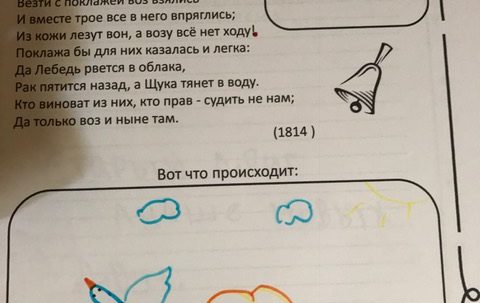 Везти с поклажей воз взялись
И вместе трое все в него впряглись;
Из кожи лезут вон, а возу всё нет ходу!
Поклажа бы для них казалась и легка:
Да Лебедь рвется в облака,
Рак пятится назад, а Щука тянет в воду.
Кто виноват из них, кто прав - судить не нам;
Да только воз и ныне там.
(1814 )
Вот что происходит: